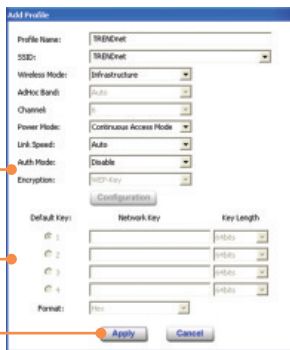 Add Profile
Profile Name: TRENDnet
SSID: TRENDnet
Wireless Mode: Infrastructure
AdHoc Band: Auto
Channel: 6
Power Mode: Continuous Access Mode
Link Speed: Auto
Auth Mode: Disable
Encryption: WEP-Key
Configuration
Default Key: Network Key Key Length
1 64bits
2 64bits
3 64bits
4 64bits
Format: Hex
Apply Cancel